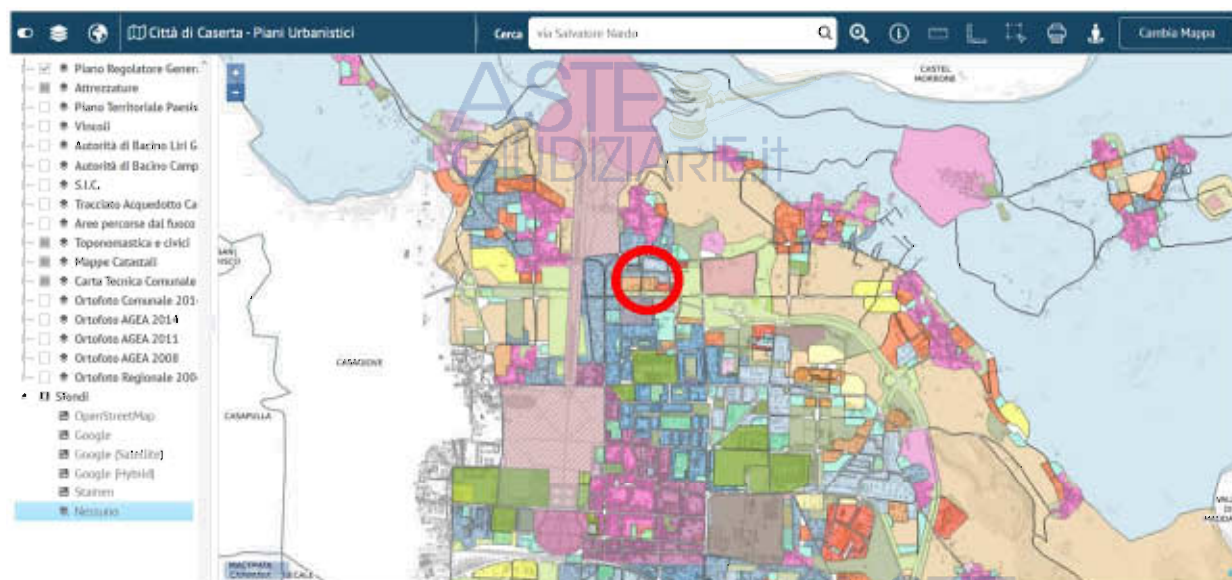 Città di Caserta - Piani Urbanistici
Cerca
via Salvatore Nardo
Cambia Mappa
Piano Regolatore Gener
Attrezzature
Piano Territoriale Paesis
Vincoli
Autorità di Bacino Liri G
Autorità di Bacino Camp
S.I.C.
Tracciato Acquedotto Ca
Aree percorse dal fuoco
Toponomastica e civici
Mappe Catastali
Carta Tecnica Comunale
Ortofoto Comunale 201
Ortofoto AGEA 2014
Ortofoto AGEA 2011
Ortofoto AGEA 2008
Ortofoto Regionale 200
Sfondi
OpenStreetMap
Google
Google (Satellite)
Google (Hybrid)
Stamen
Nessuno
ASTE
GIUDIZIARIE.it
CASTEL
MORRONE
CASAGIOVE
CASAPULLA
MACERATA